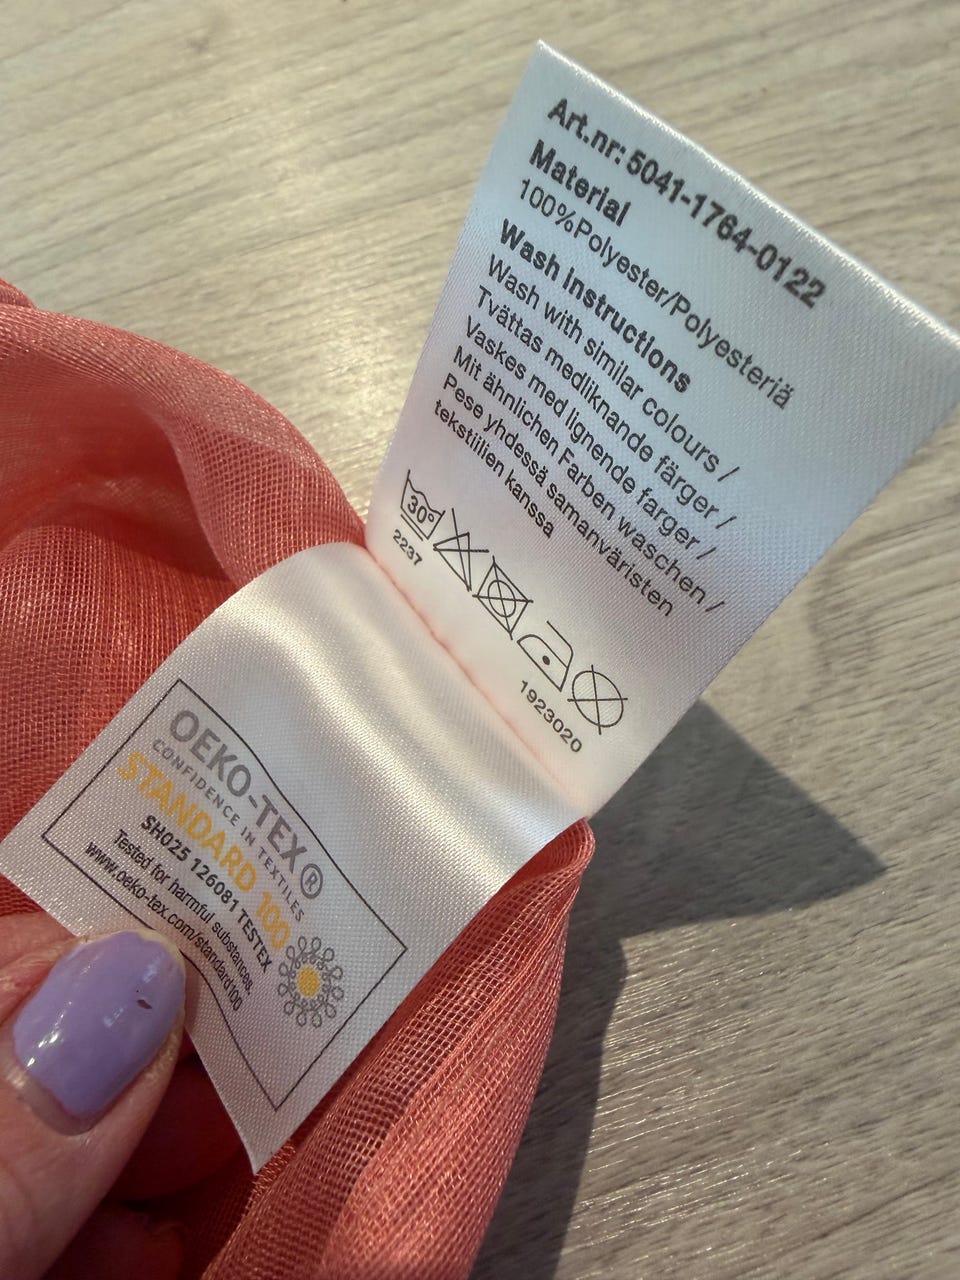 Art.nr: 5041-1764-0122
Material
100%Polyester/Polyesteriä
Wash instructions
Wash with similar colours /
Tvättas medliknande färger /
Vaskes med lignende farger /
Mit ähnlichen Farben waschen /
Pese yhdessä samanväristen
tekstiilien kanssa
30°
2237
1923020
OEKO-TEX®
CONFIDENCE IN TEXTILES
STANDARD 100
SH025 126081 TESTEX
Tested for harmful substances.
www.oeko-tex.com/standard100